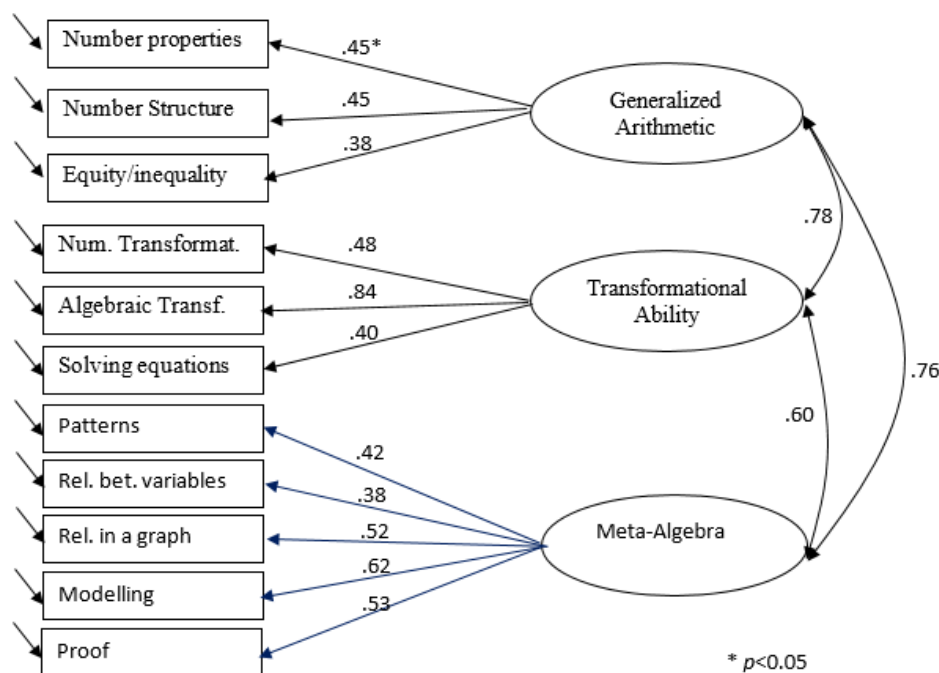 Number properties
.45*
Number Structure
.45
Equity/inequality
.38
Generalized
Arithmetic
.78
Num. Transformat.
.48
Algebraic Transf.
.84
Solving equations
.40
Transformational
Ability
.76
.60
Patterns
.42
Rel. bet. variables
.38
Rel. in a graph
.52
Modelling
.62
Proof
.53
Meta-Algebra
* p<0.05